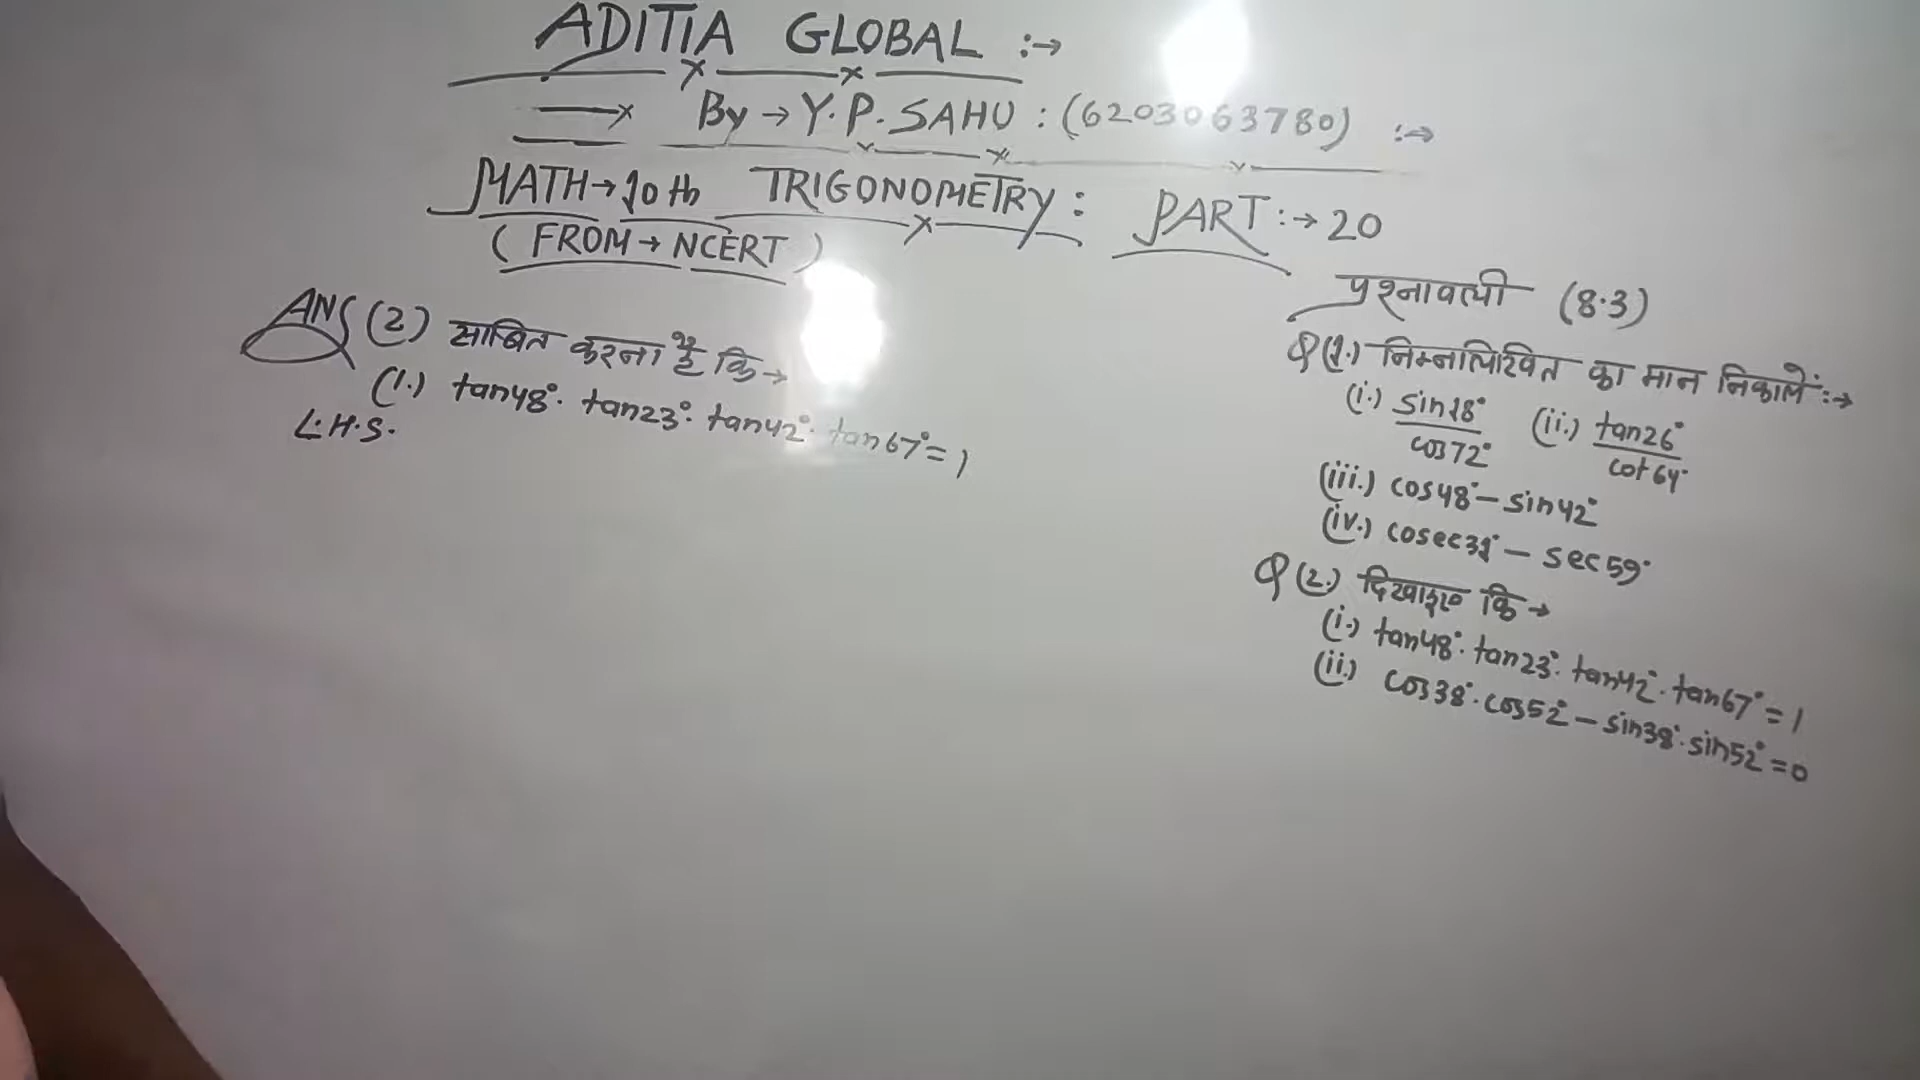 ADITIA GLOBAL :→
By → Y.P. SAHU : (6203063780) :→
MATH → 10th TRIGONOMETRY : PART :→ 20
( FROM → NCERT )
ANS (2) साबित करना है कि →
(1.) tan48°. tan23°. tan42°. tan67° = 1
L.H.S.
प्रश्नावली (8.3)
Q (1.) निम्नलिखित का मान निकालें :→
(i.) sin18°/cos72° (ii.) tan26°/cot64°
(iii.) cos48° – sin42°
(iv.) cosec31° – sec59°
Q (2.) दिखाइए कि →
(i.) tan48°. tan23°. tan42°. tan67° = 1
(ii.) cos38°. cos52° – sin38°. sin52° = 0